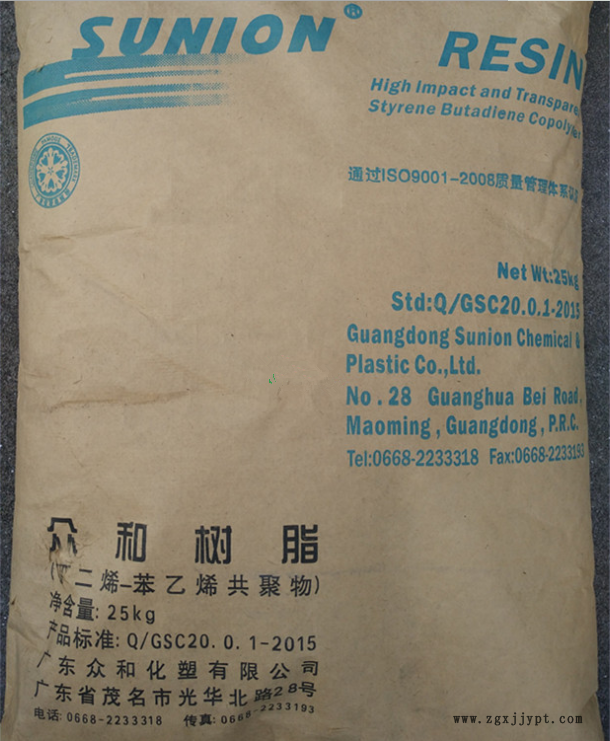 SUNION®
RESIN
High Impact and Transpare
Styrene Butadiene Copolymer
通过ISO9001-2008质量管理体系认证
Net Wt:25kg
Std:Q/GSC20.0.1-2015
Guangdong Sunion Chemical &
Plastic Co.,Ltd.
No.28 Guanghua Bei Road,
Maoming, Guangdong, P.R.C.
Tel:0668-2233318 Fax:0668-2233193
众和树脂
(丁二烯-苯乙烯共聚物)
净含量: 25kg
产品标准: Q/GSC20.0.1-2015
广东众和化塑有限公司
广东省茂名市光华北路28号
电话: 0668-2233318 传真: 0668-2233193
www.zgxjjypt.com